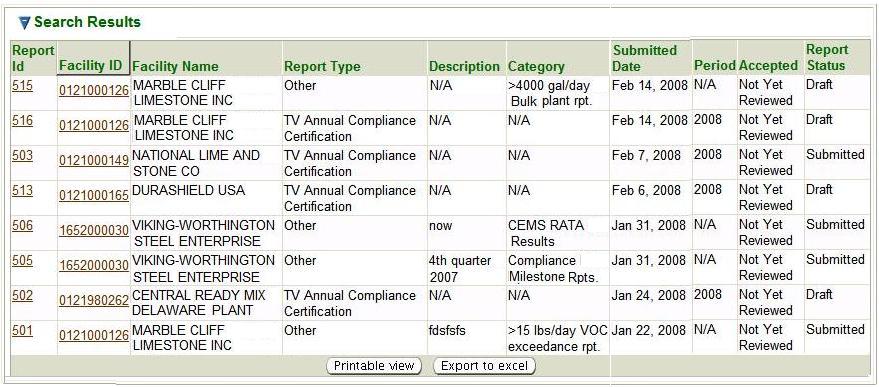 Search Results
Report Id Facility ID Facility Name Report Type Description Category Submitted Date Period Accepted Report Status
515 0121000126 MARBLE CLIFF LIMESTONE INC Other N/A >4000 gal/day Bulk plant rpt. Feb 14, 2008 N/A Not Yet Reviewed Draft
516 0121000126 MARBLE CLIFF LIMESTONE INC TV Annual Compliance Certification N/A N/A Feb 14, 2008 2008 Not Yet Reviewed Draft
503 0121000149 NATIONAL LIME AND STONE CO TV Annual Compliance Certification N/A N/A Feb 7, 2008 2008 Not Yet Reviewed Submitted
513 0121000165 DURASHIELD USA TV Annual Compliance Certification N/A N/A Feb 6, 2008 2008 Not Yet Reviewed Draft
506 1652000030 VIKING-WORTHINGTON STEEL ENTERPRISE Other now CEMS RATA Results Jan 31, 2008 N/A Not Yet Reviewed Submitted
505 1652000030 VIKING-WORTHINGTON STEEL ENTERPRISE Other 4th quarter 2007 Compliance Milestone Rpts. Jan 31, 2008 N/A Not Yet Reviewed Submitted
502 0121980262 CENTRAL READY MIX DELAWARE PLANT TV Annual Compliance Certification N/A N/A Jan 24, 2008 2008 Not Yet Reviewed Draft
501 0121000126 MARBLE CLIFF LIMESTONE INC Other fdsfsfs >15 lbs/day VOC exceedance rpt. Jan 22, 2008 N/A Not Yet Reviewed Submitted
Printable view Export to excel